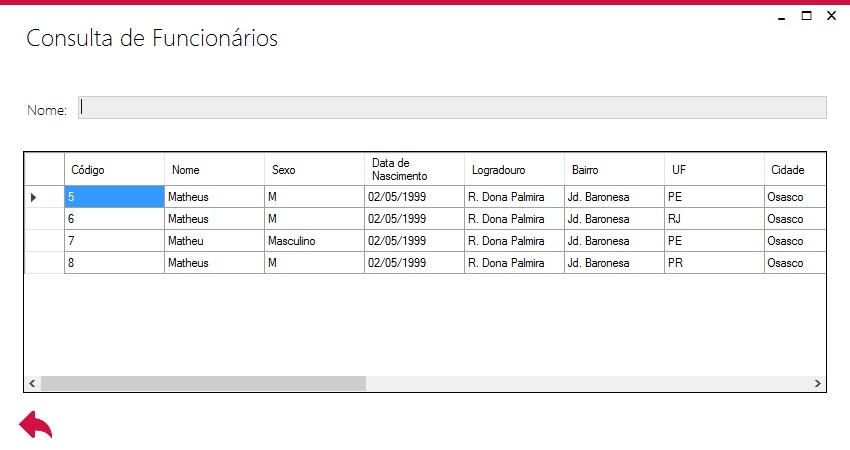 Consulta de Funcionários
Nome:
Código Nome Sexo Data de Nascimento Logradouro Bairro UF Cidade
5 Matheus M 02/05/1999 R. Dona Palmira Jd. Baronesa PE Osasco
6 Matheus M 02/05/1999 R. Dona Palmira Jd. Baronesa RJ Osasco
7 Matheu Masculino 02/05/1999 R. Dona Palmira Jd. Baronesa PE Osasco
8 Matheus M 02/05/1999 R. Dona Palmira Jd. Baronesa PR Osasco